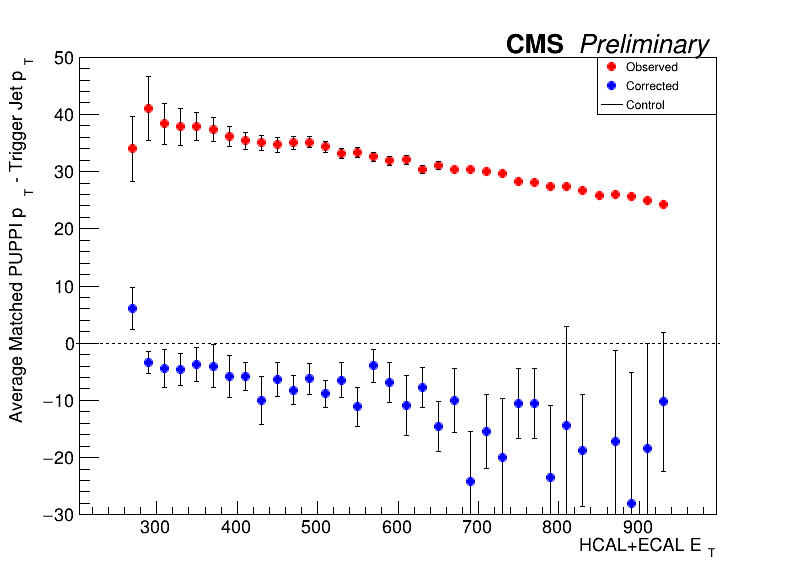 CMS Preliminary
Average Matched PUPPI p T - Trigger Jet p T
50
40
30
20
10
0
−10
−20
−30
Observed
Corrected
Control
300 400 500 600 700 800 900
HCAL+ECAL E T